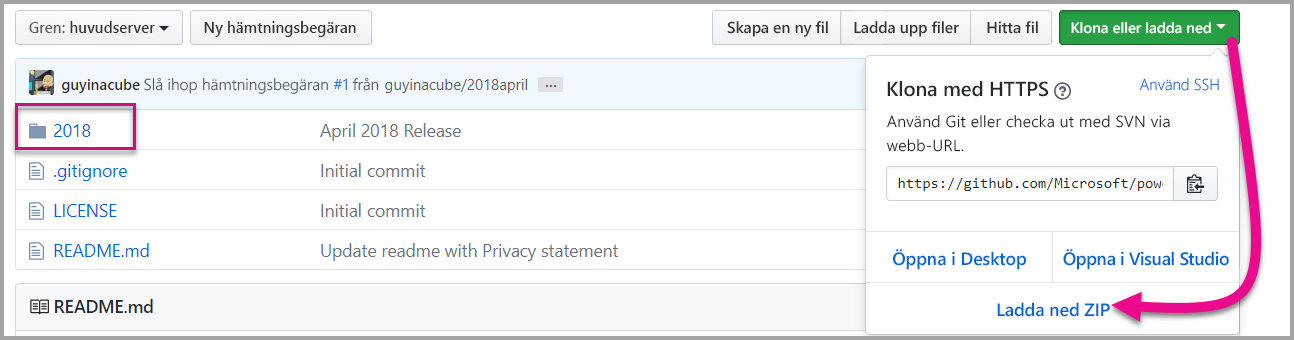 Gren: huvudserver
Ny hämtningsbegäran
Skapa en ny fil
Ladda upp filer
Hitta fil
Klona eller ladda ned
guyinacube Slå ihop hämtningsbegäran #1 från guyinacube/2018april ...
2018 April 2018 Release
.gitignore Initial commit
LICENSE Initial commit
README.md Update readme with Privacy statement
README.md
Klona med HTTPS ?
Använd SSH
Använd Git eller checka ut med SVN via
webb-URL.
https://github.com/Microsoft/pow
Öppna i Desktop
Öppna i Visual Studio
Ladda ned ZIP